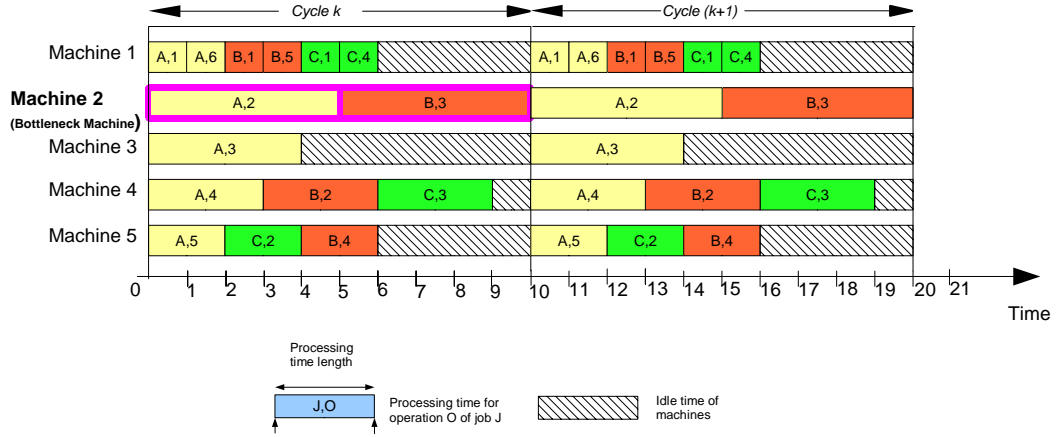 Cycle k Cycle (k+1)
Machine 1 A,1 A,6 B,1 B,5 C,1 C,4 A,1 A,6 B,1 B,5 C,1 C,4
Machine 2 A,2 B,3 A,2 B,3
(Bottleneck Machine)
Machine 3 A,3 A,3
Machine 4 A,4 B,2 C,3 A,4 B,2 C,3
Machine 5 A,5 C,2 B,4 A,5 C,2 B,4
0 1 2 3 4 5 6 7 8 9 10 11 12 13 14 15 16 17 18 19 20 21
Time
Processing
time length
J,O
Processing time for
operation O of job J
Idle time of
machines